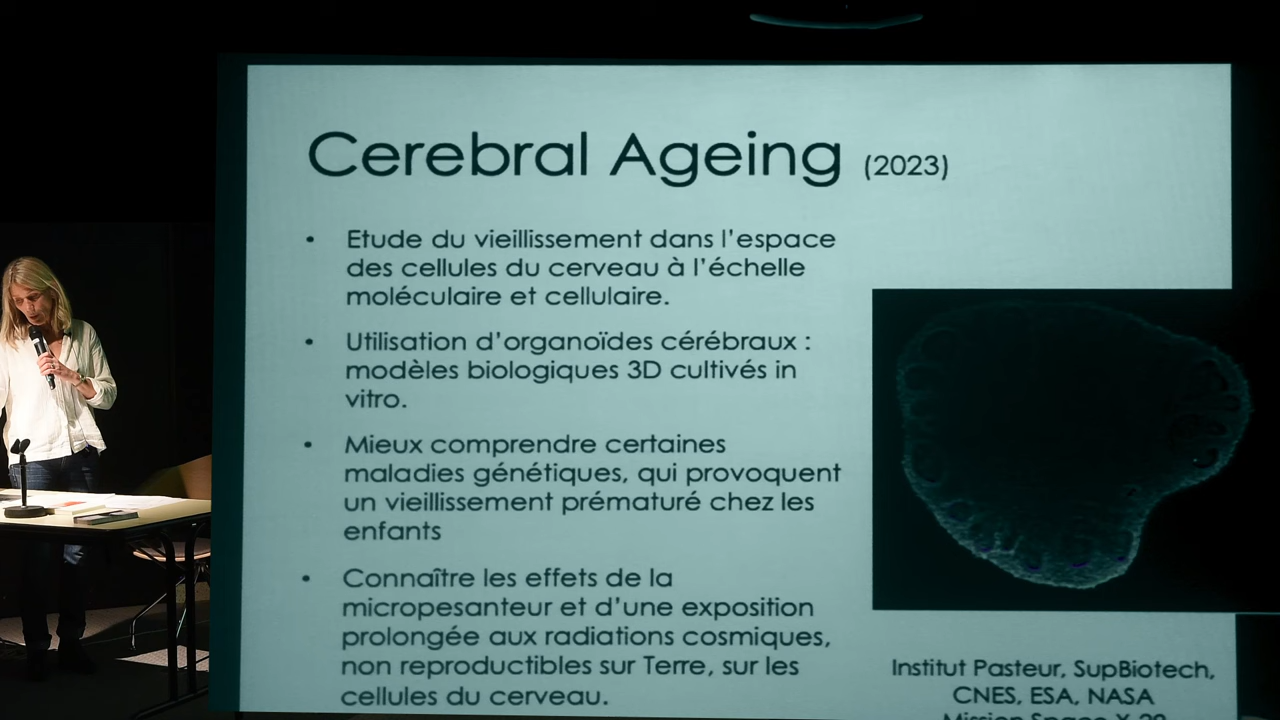 Cerebral Ageing (2023)
• Etude du vieillissement dans l’espace
des cellules du cerveau à l’échelle
moléculaire et cellulaire.
• Utilisation d’organoïdes cérébraux :
modèles biologiques 3D cultivés in
vitro.
• Mieux comprendre certaines
maladies génétiques, qui provoquent
un vieillissement prématuré chez les
enfants
• Connaître les effets de la
micropesanteur et d’une exposition
prolongée aux radiations cosmiques,
non reproductibles sur Terre, sur les
cellules du cerveau.
Institut Pasteur, SupBiotech,
CNES, ESA, NASA
Mission Space X